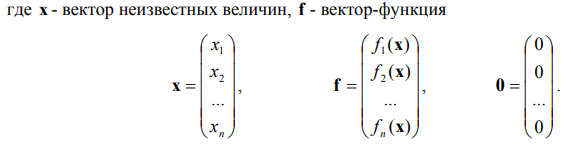 где x - вектор неизвестных величин, f - вектор-функция
x = (x₁ x₂ ... xₙ), f = (f₁(x) f₂(x) ... fₙ(x)), 0 = (0 0 ... 0).